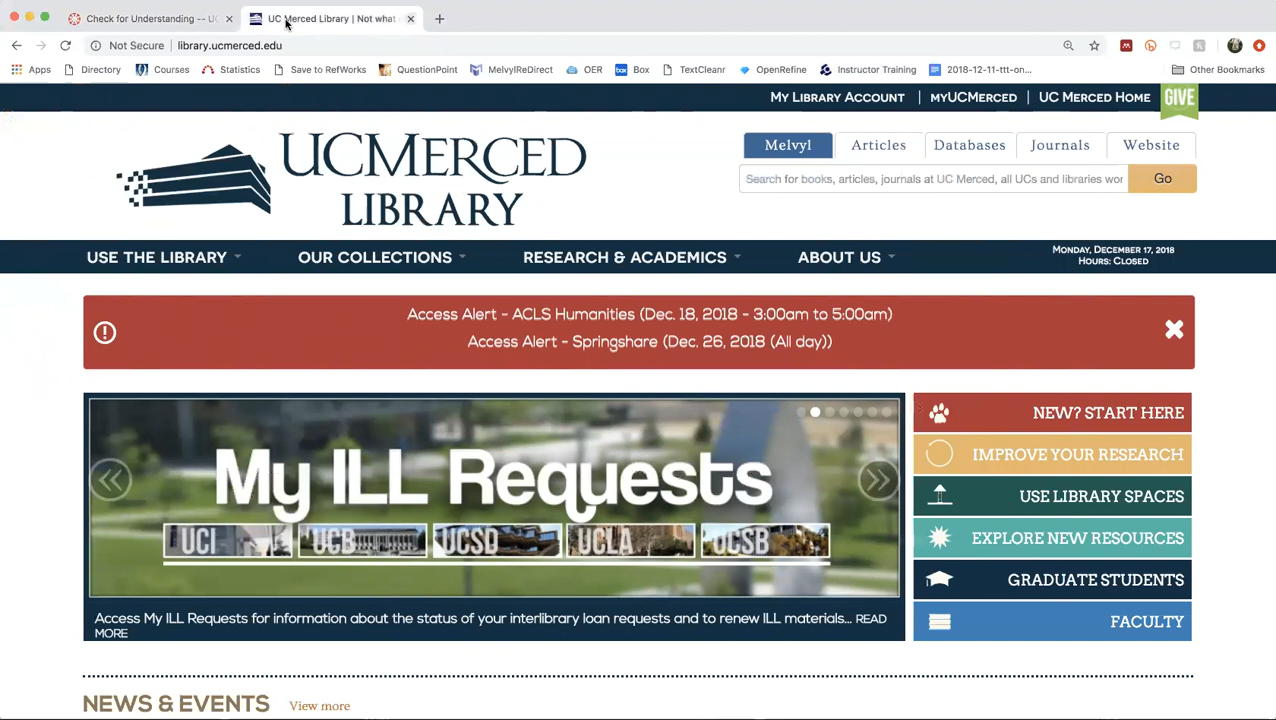 Check for Understanding -- UC
UC Merced Library | Not what
Not Secure | library.ucmerced.edu
Apps Directory Courses Statistics Save to RefWorks QuestionPoint MelvylReDirect OER Box TextCleanr OpenRefine Instructor Training 2018-12-11-ttt-on... Other Bookmarks
MY LIBRARY ACCOUNT | MYUCMERCED | UC MERCED HOME GIVE
UCMERCED
LIBRARY
Melvyl Articles Databases Journals Website
Search for books, articles, journals at UC Merced, all UCs and libraries wor Go
USE THE LIBRARY OUR COLLECTIONS RESEARCH & ACADEMICS ABOUT US
MONDAY, DECEMBER 17, 2018
HOURS: CLOSED
Access Alert - ACLS Humanities (Dec. 18, 2018 - 3:00am to 5:00am)
Access Alert - Springshare (Dec. 26, 2018 (All day))
My ILL Requests
UCI UCB UCSD UCLA UCSB
Access My ILL Requests for information about the status of your interlibrary loan requests and to renew ILL materials... READ
MORE
NEW? START HERE
IMPROVE YOUR RESEARCH
USE LIBRARY SPACES
EXPLORE NEW RESOURCES
GRADUATE STUDENTS
FACULTY
NEWS & EVENTS View more